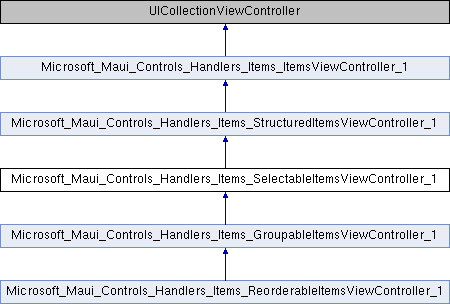 UICollectionViewController
Microsoft_Maui_Controls_Handlers_Items_ItemsViewController_1
Microsoft_Maui_Controls_Handlers_Items_StructuredItemsViewController_1
Microsoft_Maui_Controls_Handlers_Items_SelectableItemsViewController_1
Microsoft_Maui_Controls_Handlers_Items_GroupableItemsViewController_1
Microsoft_Maui_Controls_Handlers_Items_ReorderableItemsViewController_1